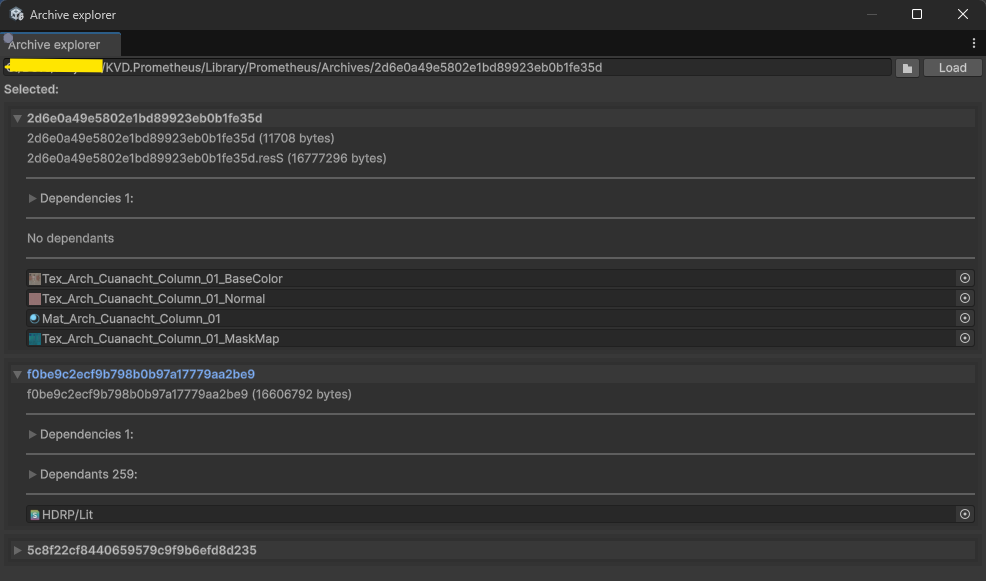 Archive explorer
Archive explorer
/KVD.Prometheus/Library/Prometheus/Archives/2d6e0a49e5802e1bd89923eb0b1fe35d
Load
Selected:
2d6e0a49e5802e1bd89923eb0b1fe35d
2d6e0a49e5802e1bd89923eb0b1fe35d (11708 bytes)
2d6e0a49e5802e1bd89923eb0b1fe35d.resS (16777296 bytes)
Dependencies 1:
No dependants
Tex_Arch_Cuanacht_Column_01_BaseColor
Tex_Arch_Cuanacht_Column_01_Normal
Mat_Arch_Cuanacht_Column_01
Tex_Arch_Cuanacht_Column_01_MaskMap
f0be9c2ecf9b798b0b97a17779aa2be9
f0be9c2ecf9b798b0b97a17779aa2be9 (16606792 bytes)
Dependencies 1:
Dependants 259:
HDRP/Lit
5c8f22cf8440659579c9f9b6efd8d235